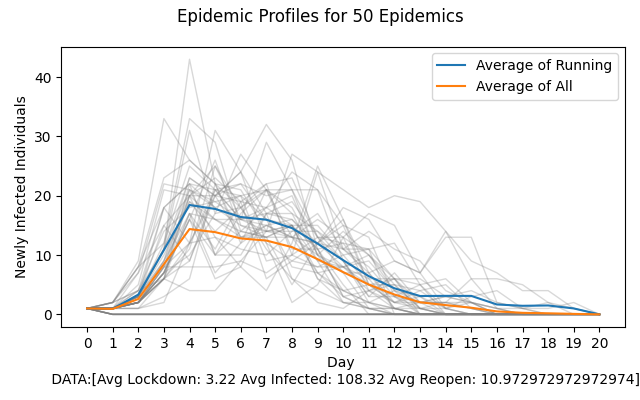 Epidemic Profiles for 50 Epidemics
Average of Running
Average of All
Newly Infected Individuals
40
30
20
10
0
0 1 2 3 4 5 6 7 8 9 10 11 12 13 14 15 16 17 18 19 20
Day
DATA:[Avg Lockdown: 3.22 Avg Infected: 108.32 Avg Reopen: 10.972972972972974]